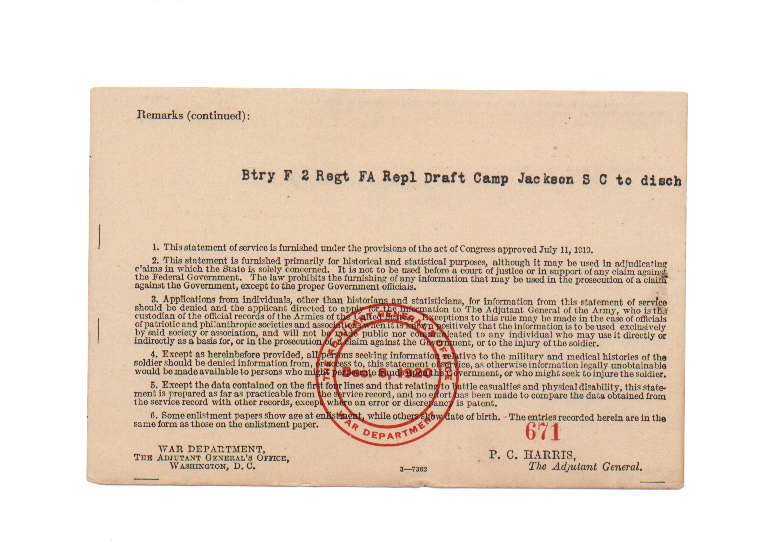 Remarks (continued):
Btry F 2 Regt FA Repl Draft Camp Jackson S C to disch
1. This statement of service is furnished under the provisions of the act of Congress approved July 11, 1919.
2. This statement is furnished primarily for historical and statistical purposes, although it may be used in adjudicating
c'aims in which the State is solely concerned. It is not to be used before a court of justice or in support of any claim against
the Federal Government. The law prohibits the furnishing of any information that may be used in the prosecution of a claim
against the Government, except to the proper Government officials.
3. Applications from individuals, other than historians and statisticians, for information from this statement of service
should be denied and the applicant directed to apply for the information to The Adjutant General of the Army, who is the
custodian of the official records of the Armies of the United States. Exceptions to this rule may be made in the case of officials
of patriotic and philanthropic societies and associations when it is shown positively that the information is to be used exclusively
by said society or association, and will not be made public nor communicated to any individual who may use it directly or
indirectly as a basis for, or in the prosecution of a claim against the Government, or to the injury of the soldier.
4. Except as hereinbefore provided, all persons seeking information relative to the military and medical histories of the
soldier should be denied information from, or access to, this statement of service, as otherwise information legally unobtainable
would be made available to persons who might prosecute claims against the Government, or who might seek to injure the soldier.
5. Except the data contained on the first four lines and that relating to battle casualties and physical disability, this state-
ment is prepared as far as practicable from the service record, and no effort has been made to compare the data obtained from
the service record with other records, except when an error or discrepancy is patent.
6. Some enlistment papers show age at enlistment, while others show date of birth. The entries recorded herein are in the
same form as those on the enlistment paper.
Dec. 8, 1920
WAR DEPARTMENT
671
WAR DEPARTMENT,
THE ADJUTANT GENERAL'S OFFICE,
WASHINGTON, D. C.
3—7362
P. C. HARRIS,
The Adjutant General.